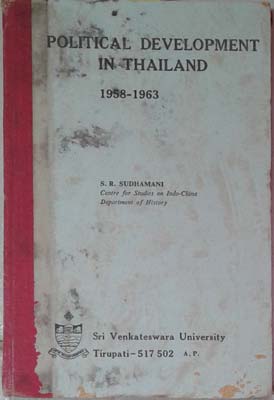 POLITICAL DEVELOPMENT
IN THAILAND
1958-1963
S. R. SUDHAMANI
Centre for Studies on Indo-China
Department of History
Sri Venkateswara University
Tirupati-517 502 A. P.